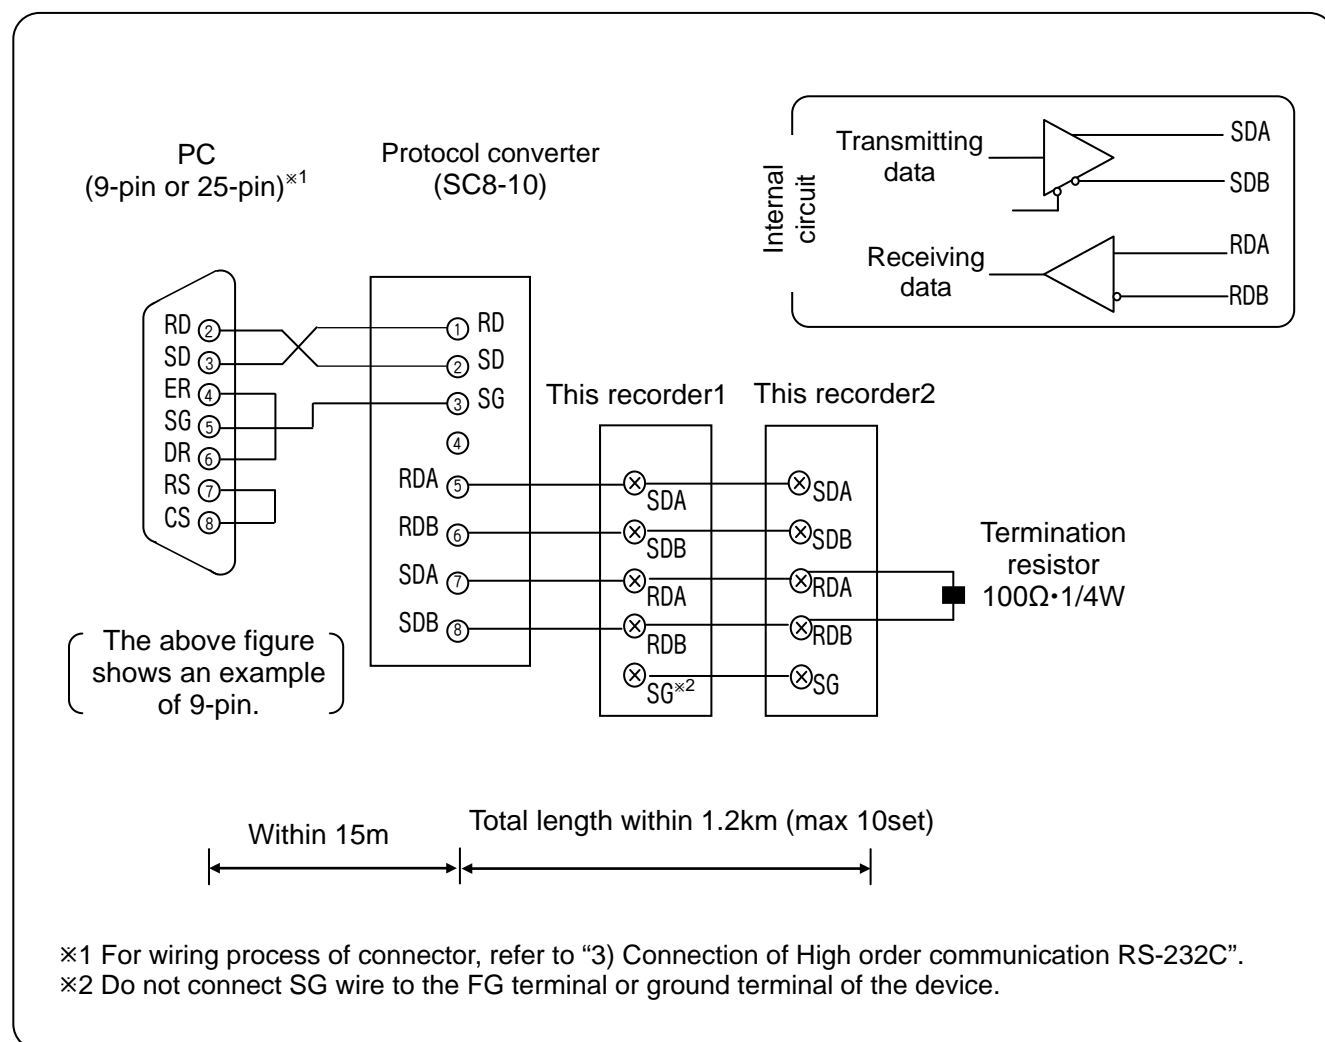 PC
(9-pin or 25-pin)※1
Protocol converter
(SC8-10)
Internal
circuit
Transmitting
data
SDA
SDB
Receiving
data
RDA
RDB
RD ②
SD ③
ER ④
SG ⑤
DR ⑥
RS ⑦
CS ⑧
① RD
② SD
③ SG
④
RDA ⑤
RDB ⑥
SDA ⑦
SDB ⑧
This recorder1
SDA
SDB
RDA
RDB
SG※2
This recorder2
SDA
SDB
RDA
RDB
SG
Termination
resistor
100Ω・1/4W
The above figure
shows an example
of 9-pin.
Within 15m
Total length within 1.2km (max 10set)
※1 For wiring process of connector, refer to “3) Connection of High order communication RS-232C”.
※2 Do not connect SG wire to the FG terminal or ground terminal of the device.